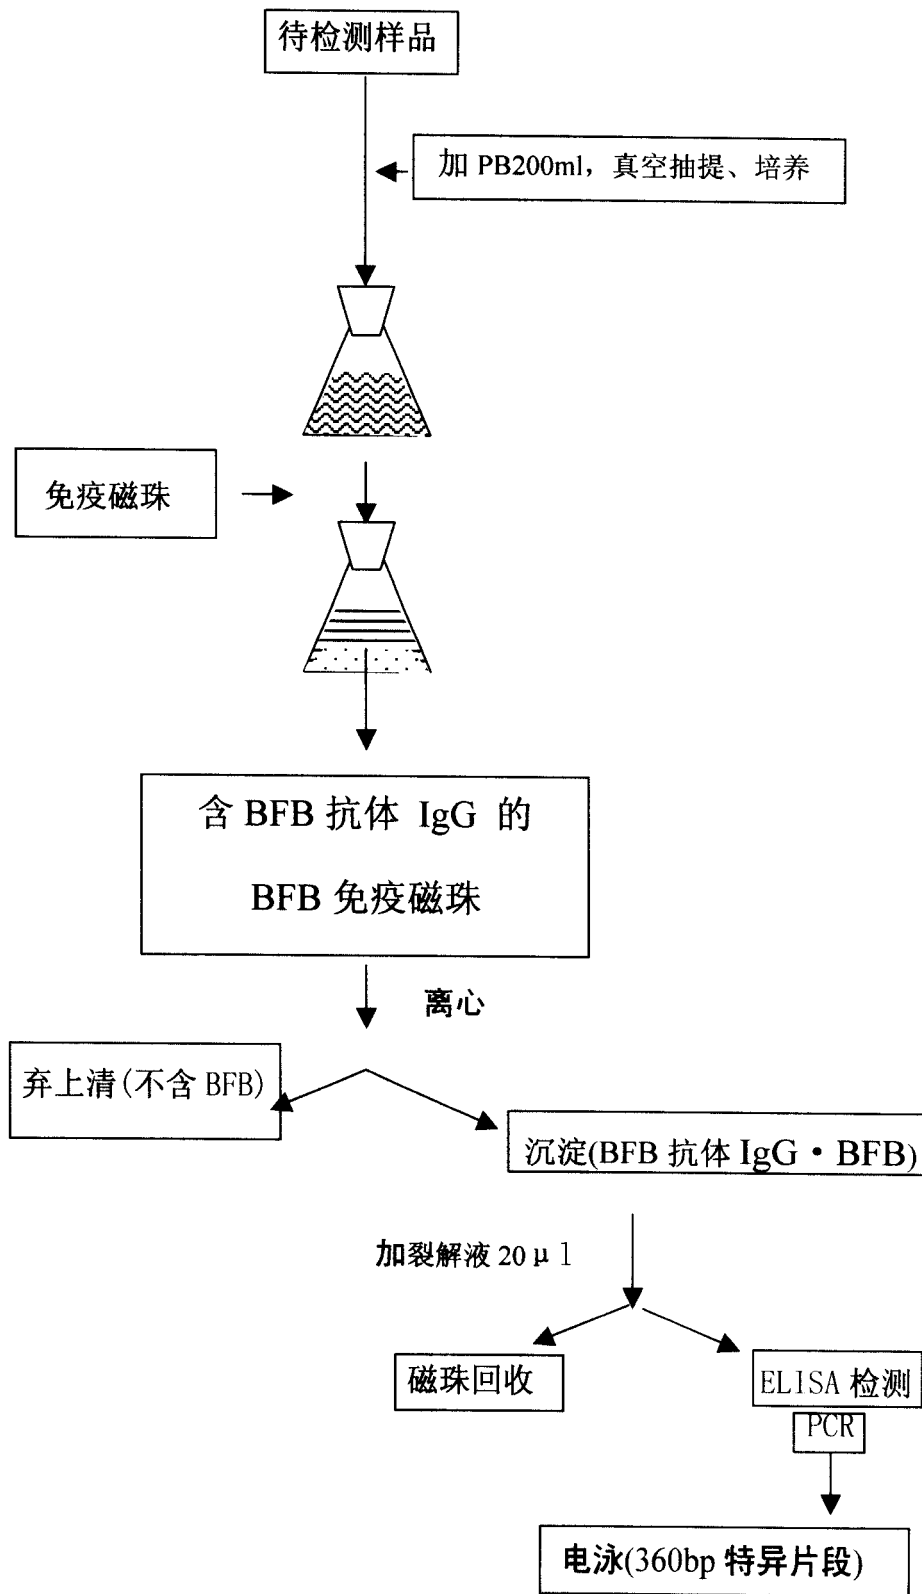 待检测样品
加 PB200ml，真空抽提、培养
免疫磁珠
含 BFB 抗体 IgG 的
BFB 免疫磁珠
离心
弃上清(不含 BFB)
沉淀(BFB 抗体 IgG·BFB)
加裂解液 20μl
磁珠回收
ELISA 检测
PCR
电泳(360bp 特异片段)